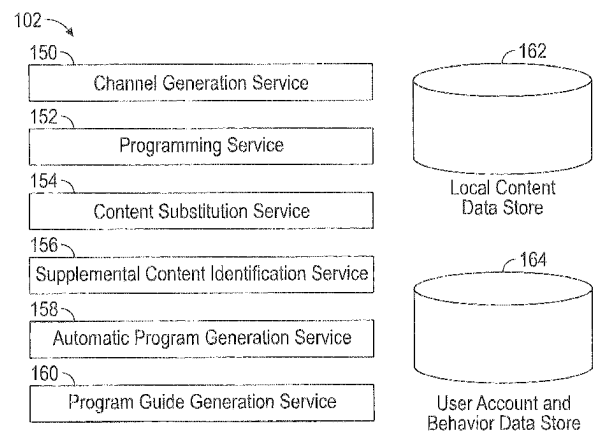 102
150
Channel Generation Service
152
Programming Service
154
Content Substitution Service
156
Supplemental Content Identification Service
158
Automatic Program Generation Service
160
Program Guide Generation Service
162
Local Content
Data Store
164
User Account and
Behavior Data Store